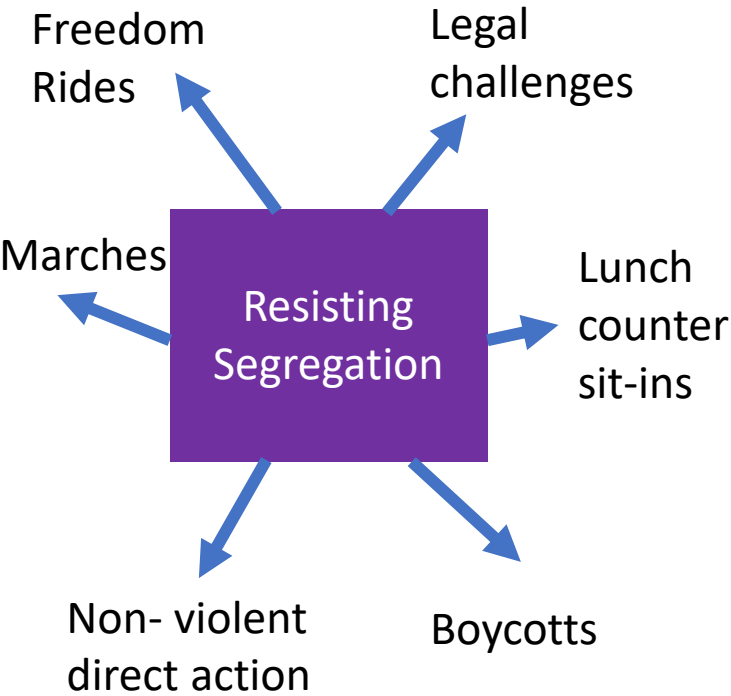 Freedom
Rides
Legal
challenges
Marches
Resisting
Segregation
Lunch
counter
sit-ins
Non- violent
direct action
Boycotts